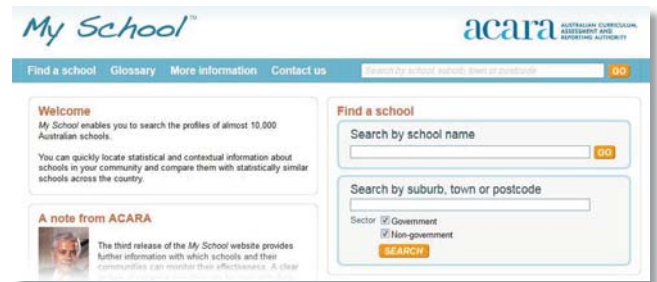 My School™
acara AUSTRALIAN CURRICULUM,
ASSESSMENT AND
REPORTING AUTHORITY
Find a school Glossary More information Contact us Search by school, suburb, town or postcode GO
Welcome
My School enables you to search the profiles of almost 10,000
Australian schools.
You can quickly locate statistical and contextual information about
schools in your community and compare them with statistically similar
schools across the country.
A note from ACARA
The third release of the My School website provides
further information with which schools and their
communities can monitor their effectiveness. A clear
Find a school
Search by school name
GO
Search by suburb, town or postcode
Sector Government
Non-government
SEARCH